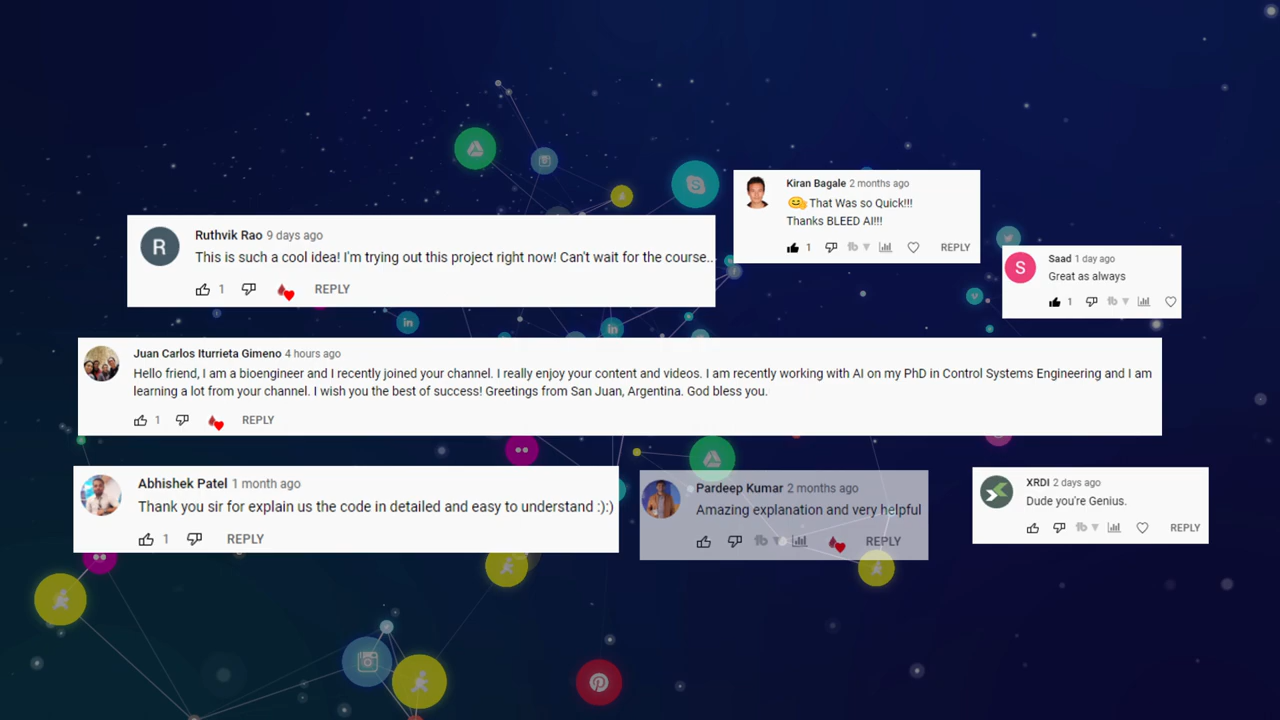 Kiran Bagale 2 months ago
😊👋 That Was so Quick!!!
Thanks BLEED AI!!!
1 REPLY
Ruthvik Rao 9 days ago
This is such a cool idea! I'm trying out this project right now! Can't wait for the course...
1 REPLY
Saad 1 day ago
Great as always
1
Juan Carlos Iturrieta Gimeno 4 hours ago
Hello friend, I am a bioengineer and I recently joined your channel. I really enjoy your content and videos. I am recently working with AI on my PhD in Control Systems Engineering and I am
learning a lot from your channel. I wish you the best of success! Greetings from San Juan, Argentina. God bless you.
1 REPLY
Abhishek Patel 1 month ago
Thank you sir for explain us the code in detailed and easy to understand :):)
1 REPLY
Pardeep Kumar 2 months ago
Amazing explanation and very helpful
REPLY
XRDI 2 days ago
Dude you're Genius.
REPLY